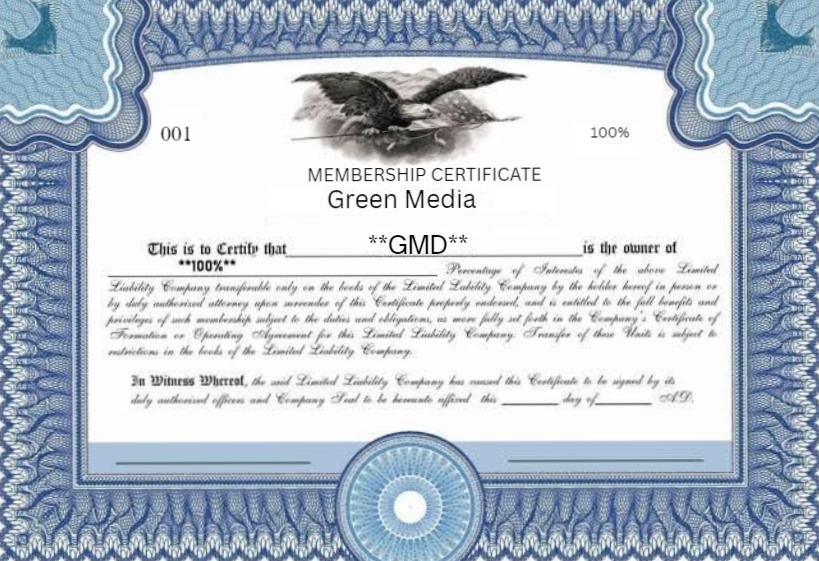 001
100%
MEMBERSHIP CERTIFICATE
Green Media
This is to Certify that **GMD** is the owner of
**100%** Percentage of Interestes of the above Limited
Liability Company transferable only on the books of the Limited Liability Company by the holder hereof in person or
by duly authorized attorney upon surrender of this Certificate properly endorsed, and is entitled to the full benefits and
privileges of such membership subject to the duties and obligations, as more fully set forth in the Company's Certificate of
Formation or Operating Agreement for this Limited Liability Company. Transfer of these Units is subject to
restrictions in the books of the Limited Liability Company.
In Witness Whereof, the said Limited Liability Company has caused this Certificate to be signed by its
duly authorized officers and Company Seal to be hereunto affixed this ________ day of ________ A.D.